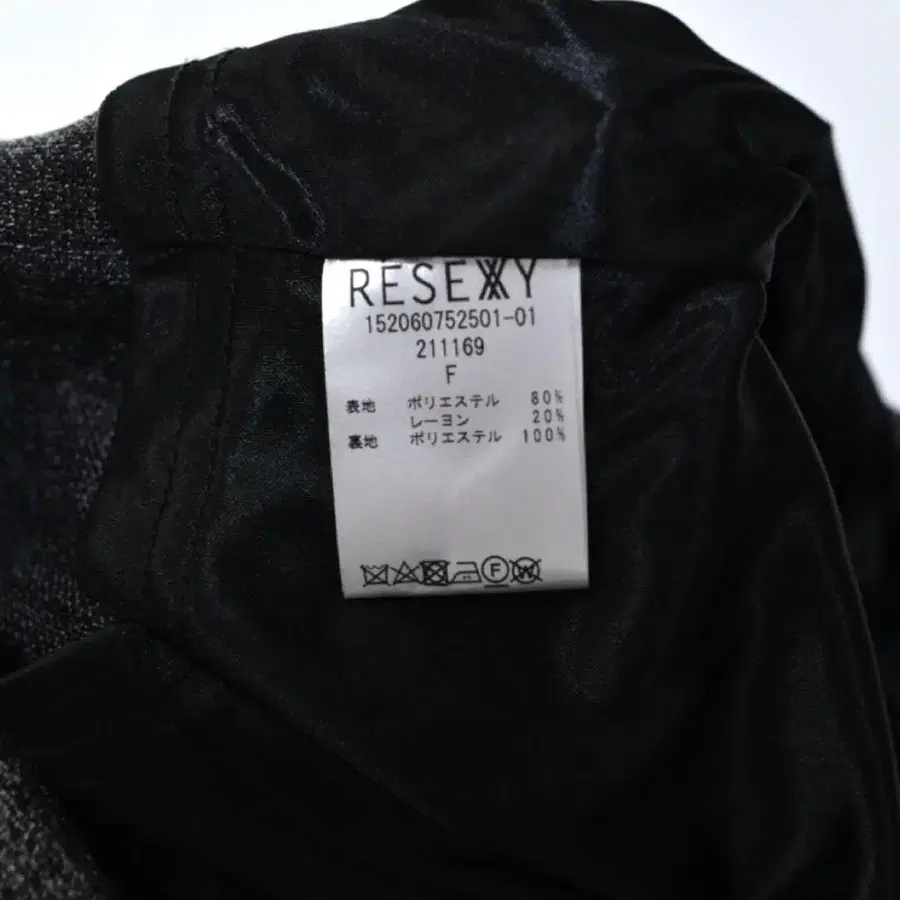 RESEXXY
152060752501-01
211169
F
表地 ポリエステル 80%
レーヨン 20%
裏地 ポリエステル 100%
F W